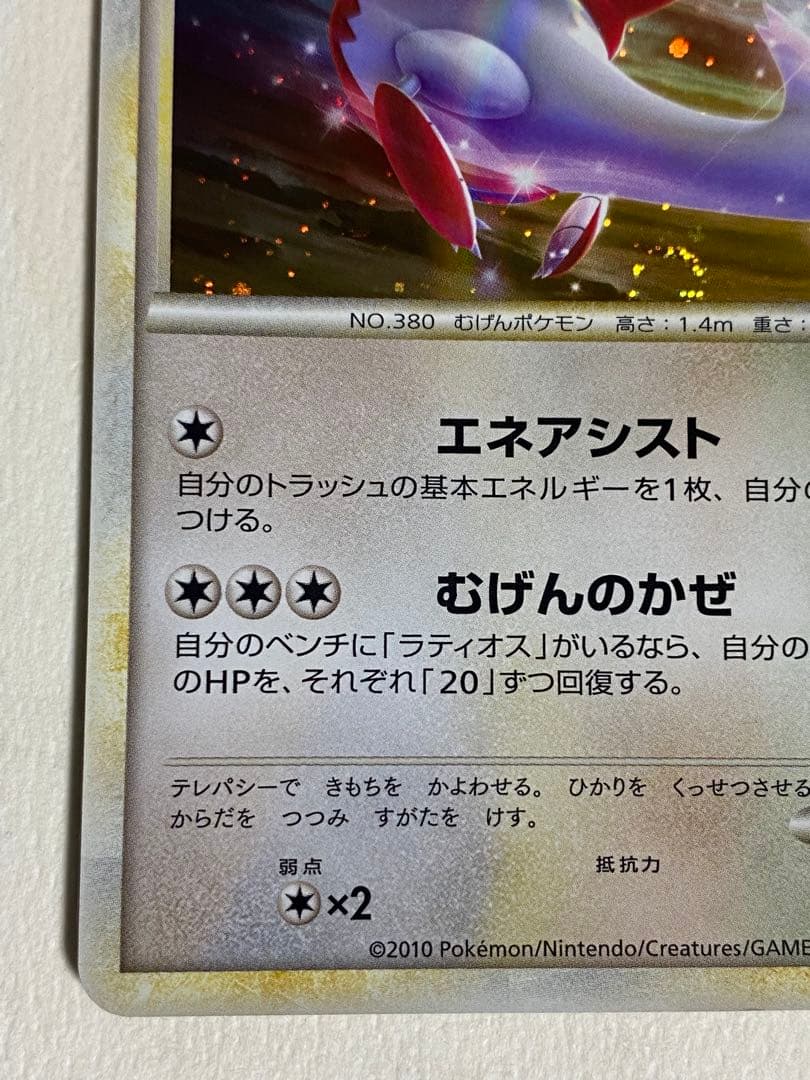 NO.380 むげんポケモン 高さ：1.4m 重さ：
エネアシスト
自分のトラッシュの基本エネルギーを1枚、自分の
つける。
むげんのかぜ
自分のベンチに「ラティオス」がいるなら、自分の
のHPを、それぞれ「20」ずつ回復する。
テレパシーで きもちを かよわせる。 ひかりを くっせつさせる
からだを つつみ すがたを けす。
弱点 抵抗力
×2
©2010 Pokémon/Nintendo/Creatures/GAME